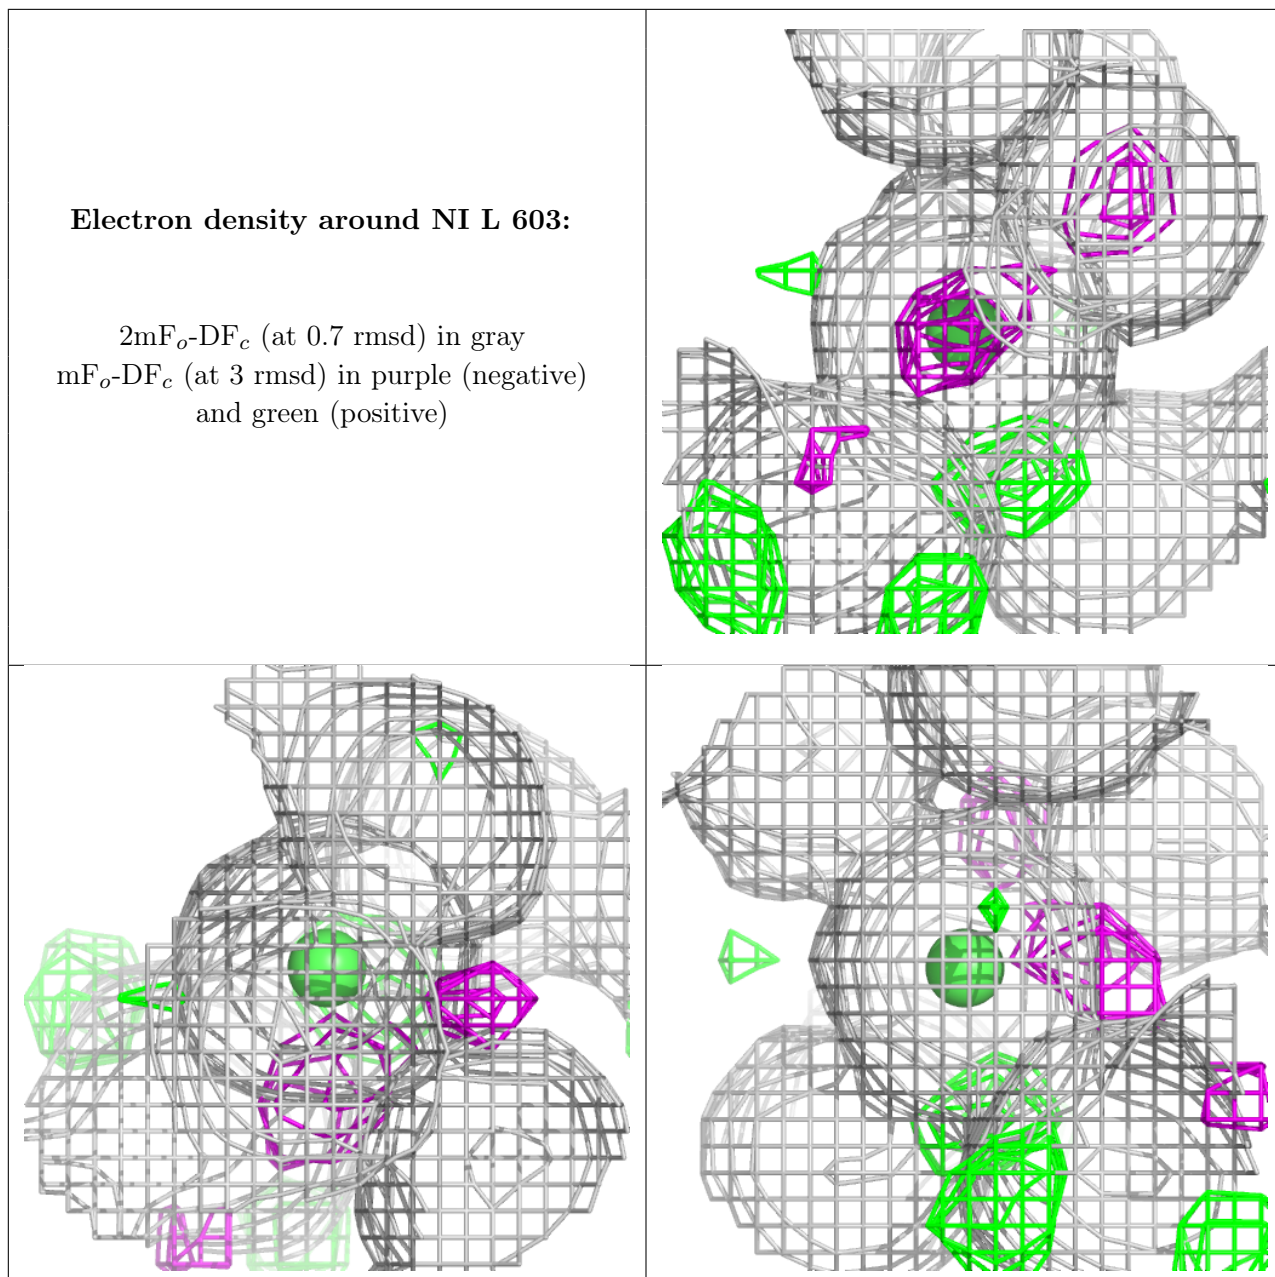 Electron density around NI L 603:
2mFo-DFc (at 0.7 rmsd) in gray
mFo-DFc (at 3 rmsd) in purple (negative)
and green (positive)